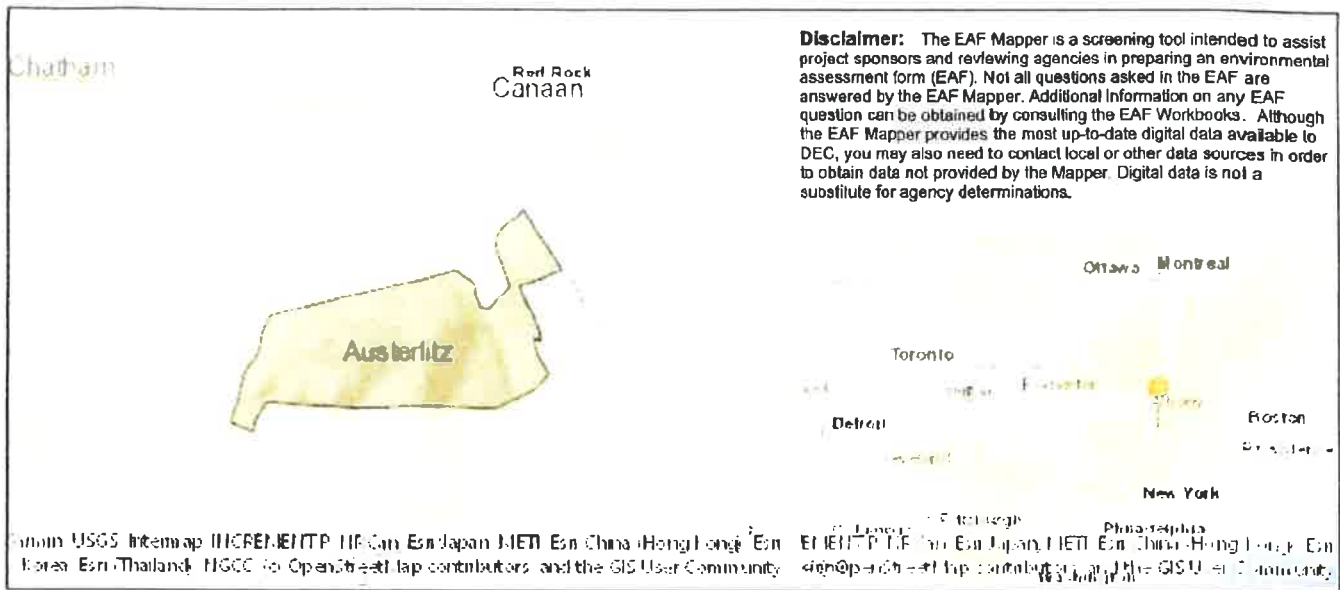 Chatham
Red Rock
Canaan
Austerlitz
Disclaimer: The EAF Mapper is a screening tool intended to assist
project sponsors and reviewing agencies in preparing an environmental
assessment form (EAF). Not all questions asked in the EAF are
answered by the EAF Mapper. Additional information on any EAF
question can be obtained by consulting the EAF Workbooks. Although
the EAF Mapper provides the most up-to-date digital data available to
DEC, you may also need to contact local or other data sources in order
to obtain data not provided by the Mapper. Digital data is not a
substitute for agency determinations.
Ottawa Montreal
Toronto
Detroit
Boston
New York
Philadelphia
USGS Intermap INCREMENT P NRCan Esri Japan METI Esri China (Hong Kong) Esri
Korea Esri (Thailand) NGCC (c) OpenStreetMap contributors and the GIS User Community
Esri Japan, METI Esri China (Hong Kong) Esri
OpenStreetMap contributors and the GIS User Community